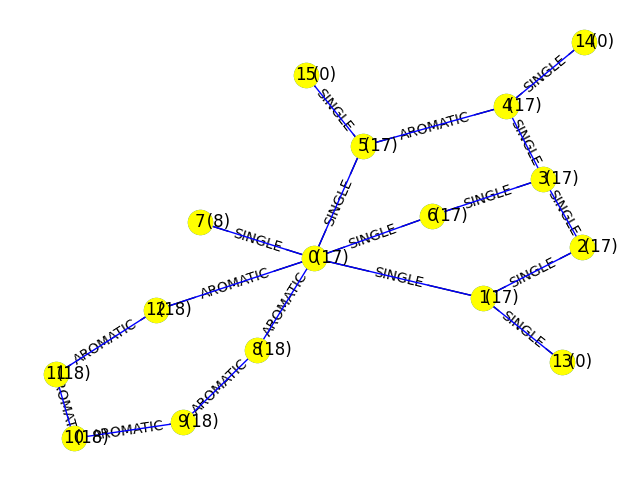 14(0)
SINGLE
15(0)
SINGLE
4(17)
AROMATIC
5(17)
SINGLE
3(17)
SINGLE
SINGLE
6(17)
SINGLE
SINGLE
7(8)
SINGLE
2(17)
0(17)
SINGLE
SINGLE
AROMATIC
1(17)
AROMATIC
12(18)
SINGLE
AROMATIC
8(18)
13(0)
11(18)
AROMATIC
AROMATIC
9(18)
AROMATIC
10(18)